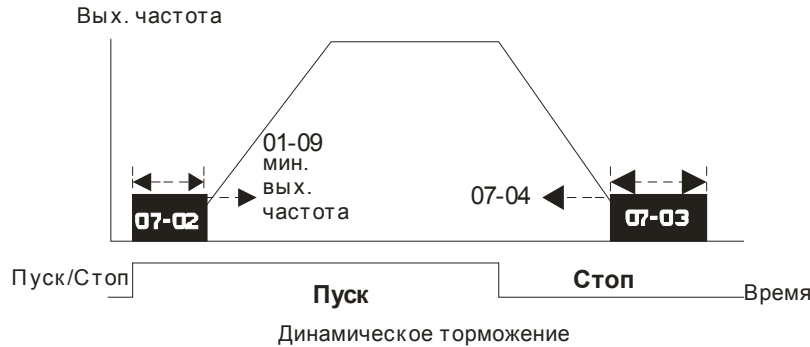 Вых. частота
01-09
мин.
вых.
частота
07-02
07-04
07-03
Пуск/Стоп
Пуск
Стоп
Время
Динамическое торможение